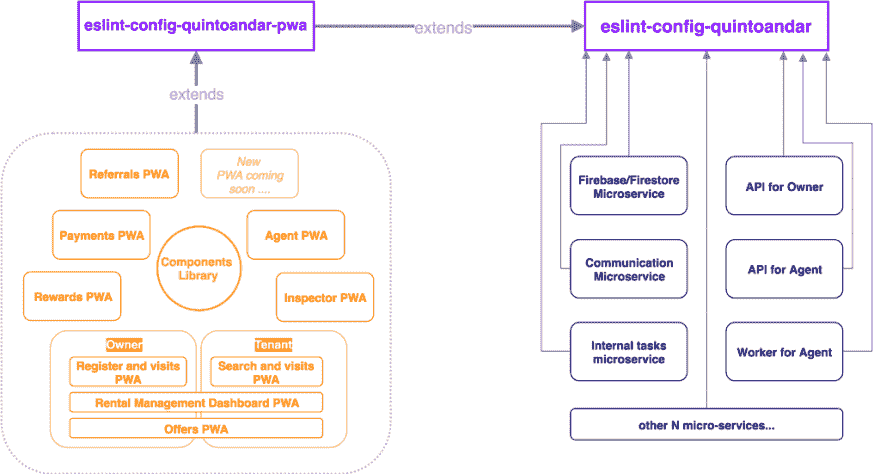 eslint-config-quintoandar-pwa
extends
eslint-config-quintoandar
extends
Referrals PWA
New
PWA coming
soon ....
Payments PWA
Agent PWA
Components
Library
Rewards PWA
Inspector PWA
Owner
Tenant
Register and visits
PWA
Search and visits
PWA
Rental Management Dashboard PWA
Offers PWA
Firebase/Firestore
Microservice
API for Owner
Communication
Microservice
API for Agent
Internal tasks
microservice
Worker for Agent
other N micro-services...